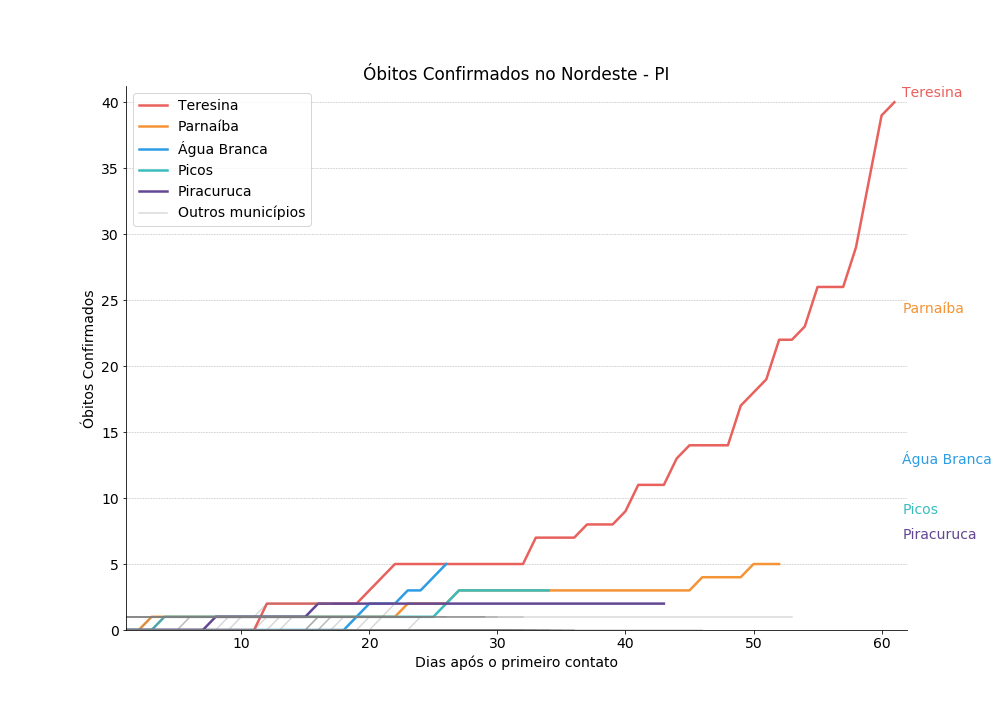 Óbitos Confirmados no Nordeste - PI
Teresina
Parnaíba
Água Branca
Picos
Piracuruca
Outros municípios
Teresina
Parnaíba
Água Branca
Picos
Piracuruca
Óbitos Confirmados
40
35
30
25
20
15
10
5
0
10 20 30 40 50 60
Dias após o primeiro contato